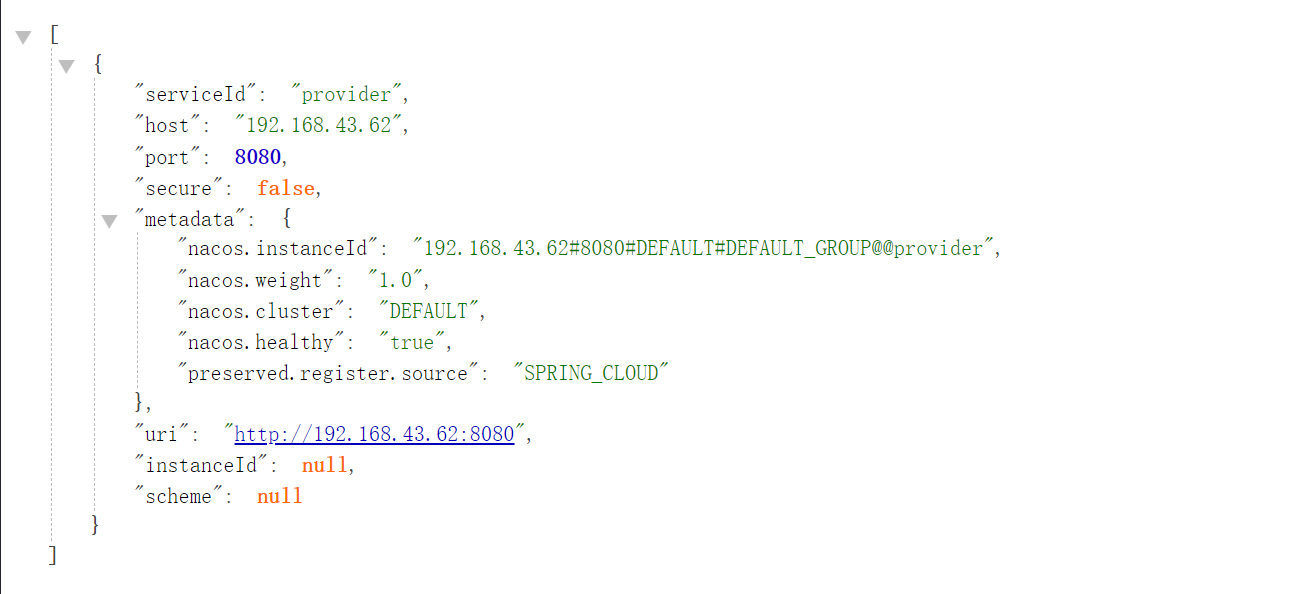 [
{
"serviceId": "provider",
"host": "192.168.43.62",
"port": 8080,
"secure": false,
"metadata": {
"nacos.instanceId": "192.168.43.62#8080#DEFAULT#DEFAULT_GROUP@@provider",
"nacos.weight": "1.0",
"nacos.cluster": "DEFAULT",
"nacos.healthy": "true",
"preserved.register.source": "SPRING_CLOUD"
},
"uri": "http://192.168.43.62:8080",
"instanceId": null,
"scheme": null
}
]